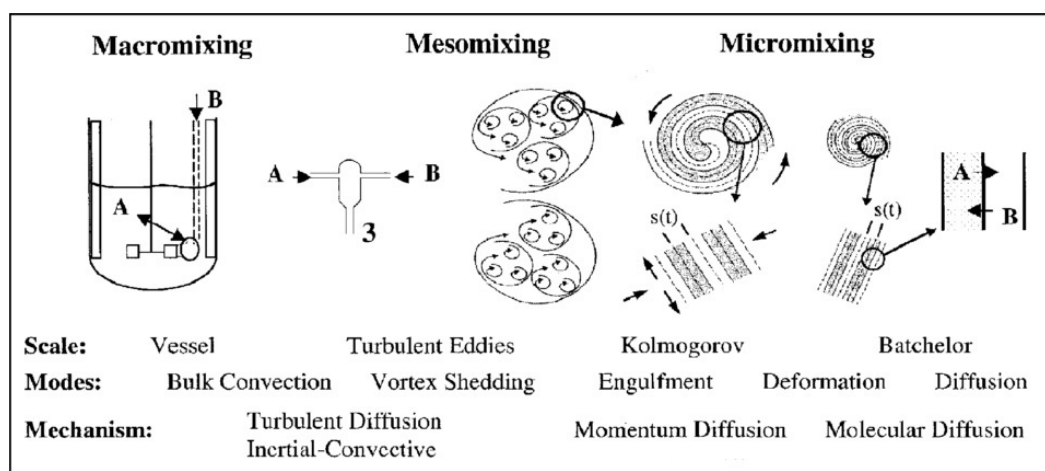 Macromixing Mesomixing Micromixing
B
A B
A
3
s(t)
s(t)
A
B
Scale: Vessel Turbulent Eddies Kolmogorov Batchelor
Modes: Bulk Convection Vortex Shedding Engulfment Deformation Diffusion
Turbulent Diffusion
Mechanism: Inertial-Convective Momentum Diffusion Molecular Diffusion